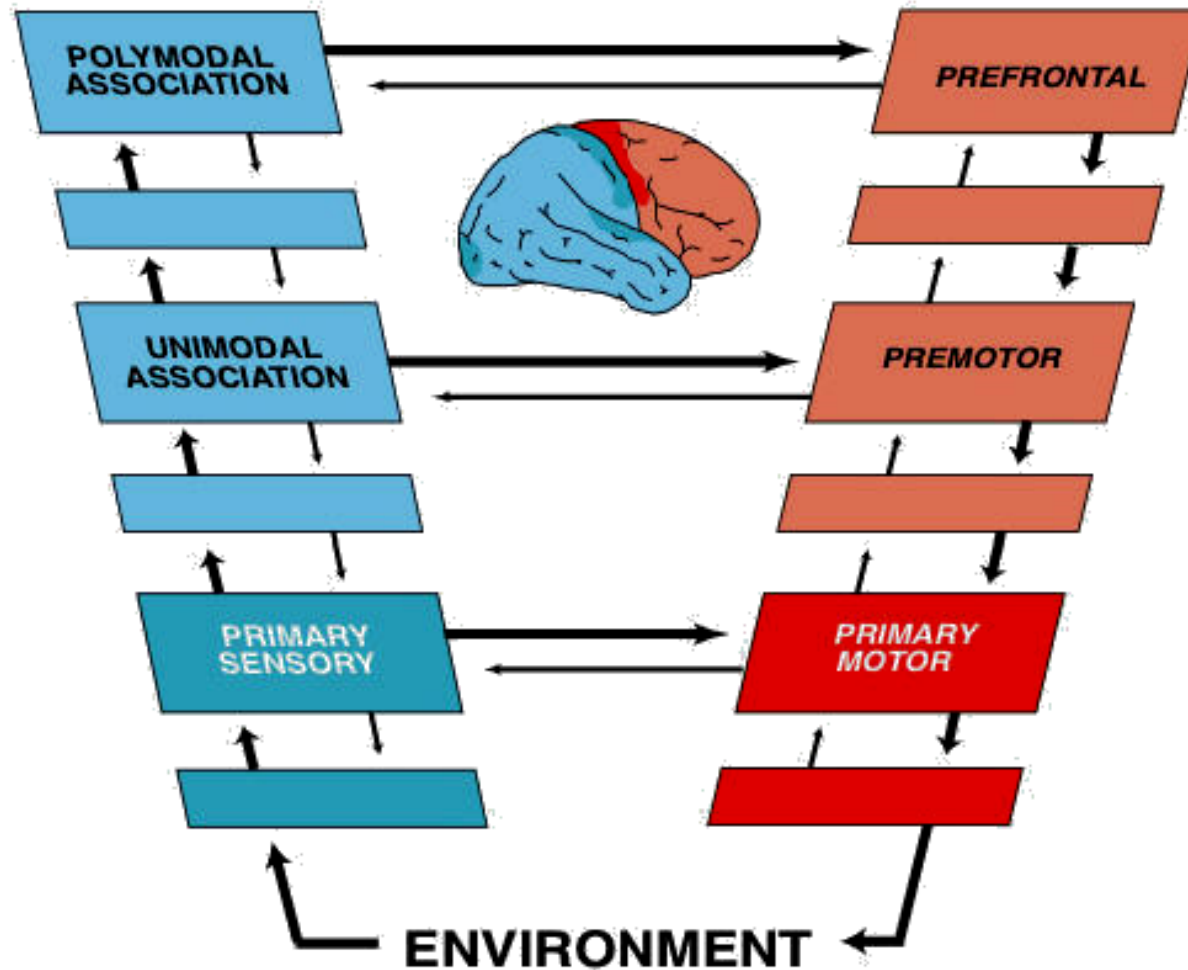 POLYMODAL
ASSOCIATION
PREFRONTAL
UNIMODAL
ASSOCIATION
PREMOTOR
PRIMARY
SENSORY
PRIMARY
MOTOR
ENVIRONMENT